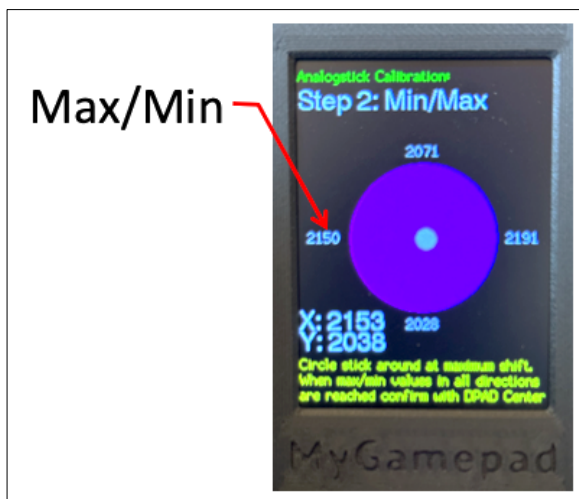 Max/Min
Analogstick Calibration:
Step 2: Min/Max
2071
2150
2191
X: 2153
2028
Y: 2038
Circle stick around at maximum shift.
When max/min values in all directions
are reached confirm with DPAD Center
MyGamepad